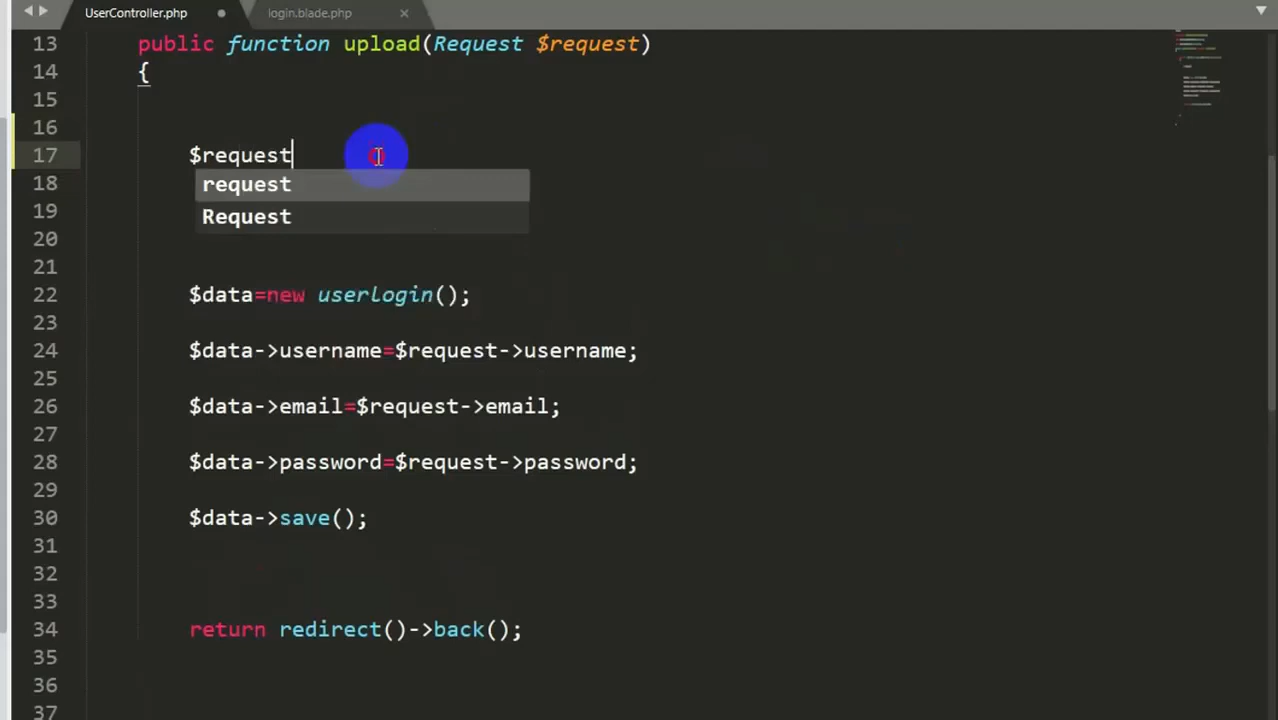 UserController.php
login.blade.php
13 public function upload(Request $request)
14 {
15
16
17 $request
request
Request
18
19
20
21
22 $data=new userlogin();
23
24 $data->username=$request->username;
25
26 $data->email=$request->email;
27
28 $data->password=$request->password;
29
30 $data->save();
31
32
33
34 return redirect()->back();
35
36
37